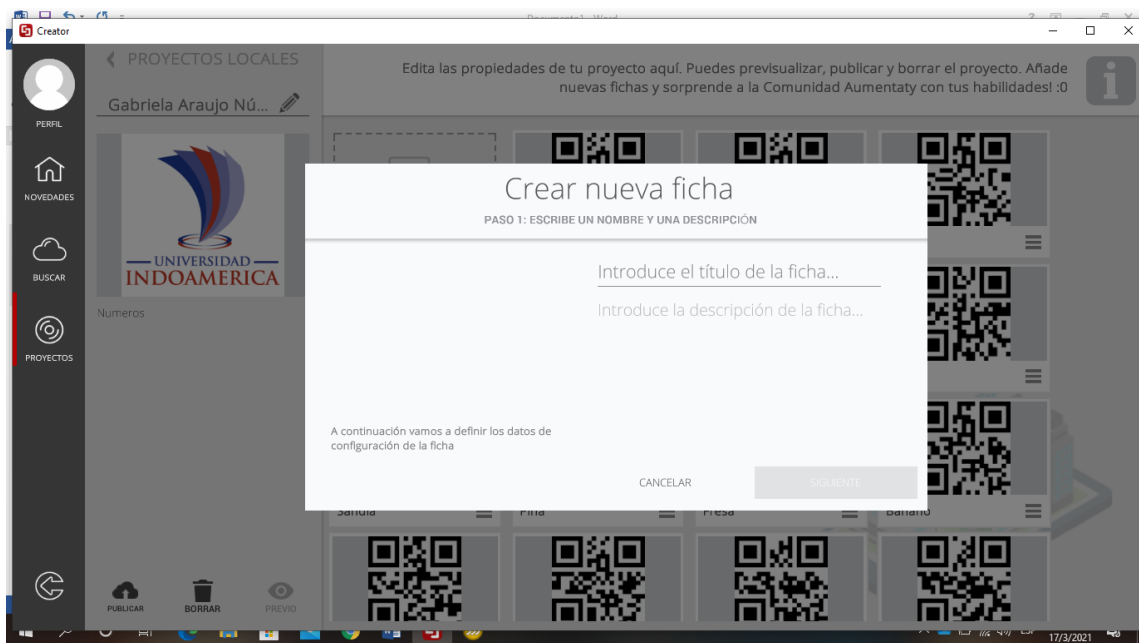 Documento1 - Word
Creator
PROYECTOS LOCALES
Gabriela Araujo Nú...
Edita las propiedades de tu proyecto aquí. Puedes previsualizar, publicar y borrar el proyecto. Añade
nuevas fichas y sorprende a la Comunidad Aumentaty con tus habilidades! :0
PERFIL
NOVEDADES
BUSCAR
PROYECTOS
UNIVERSIDAD
INDOAMERICA
Numeros
Crear nueva ficha
PASO 1: ESCRIBE UN NOMBRE Y UNA DESCRIPCIÓN
Introduce el título de la ficha...
Introduce la descripción de la ficha...
A continuación vamos a definir los datos de
configuración de la ficha
CANCELAR
SIGUIENTE
Sandía
Piña
Fresa
Banano
PUBLICAR
BORRAR
PREVIO
17/3/2021